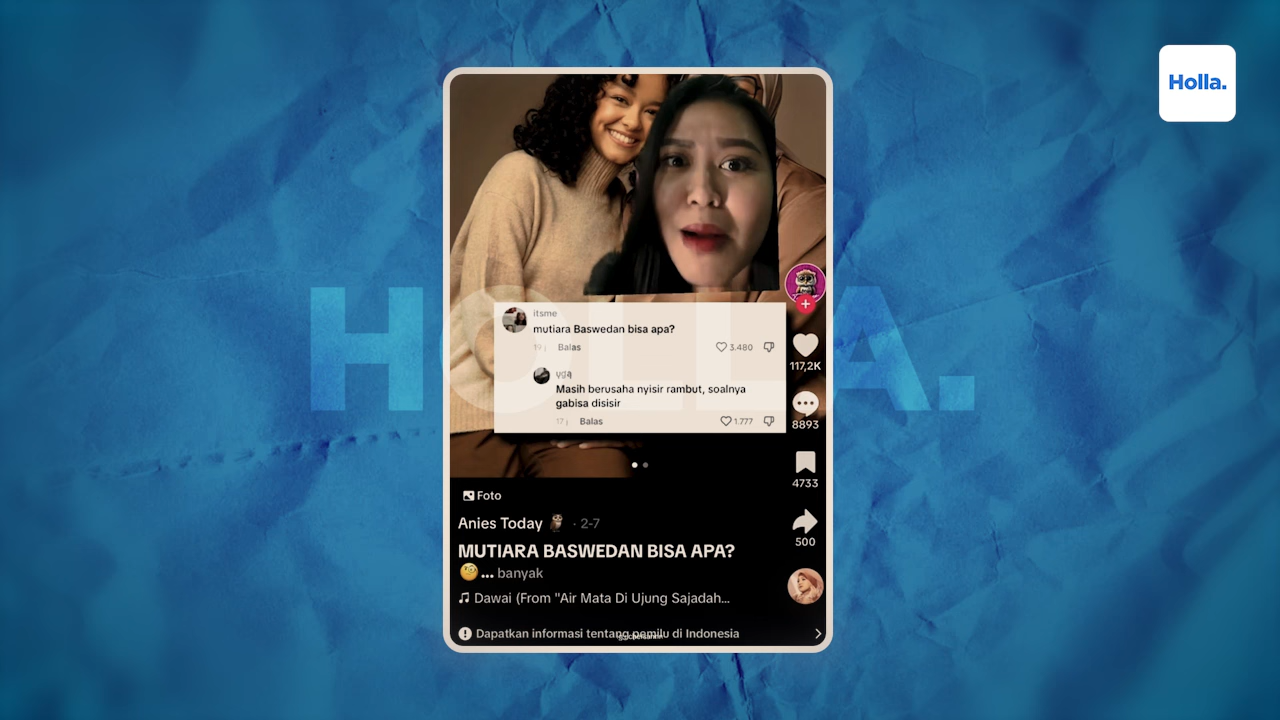 Holla.
HOLLA.
itsme
mutiara Baswedan bisa apa?
19 j Balas 3.480
Masih berusaha nyisir rambut, soalnya
gabisa disisir
17 j Balas 1.777
117,2K
8893
4733
500
Foto
Anies Today · 2-7
MUTIARA BASWEDAN BISA APA?
... banyak
Dawai (From "Air Mata Di Ujung Sajadah...
Dapatkan informasi tentang pemilu di Indonesia